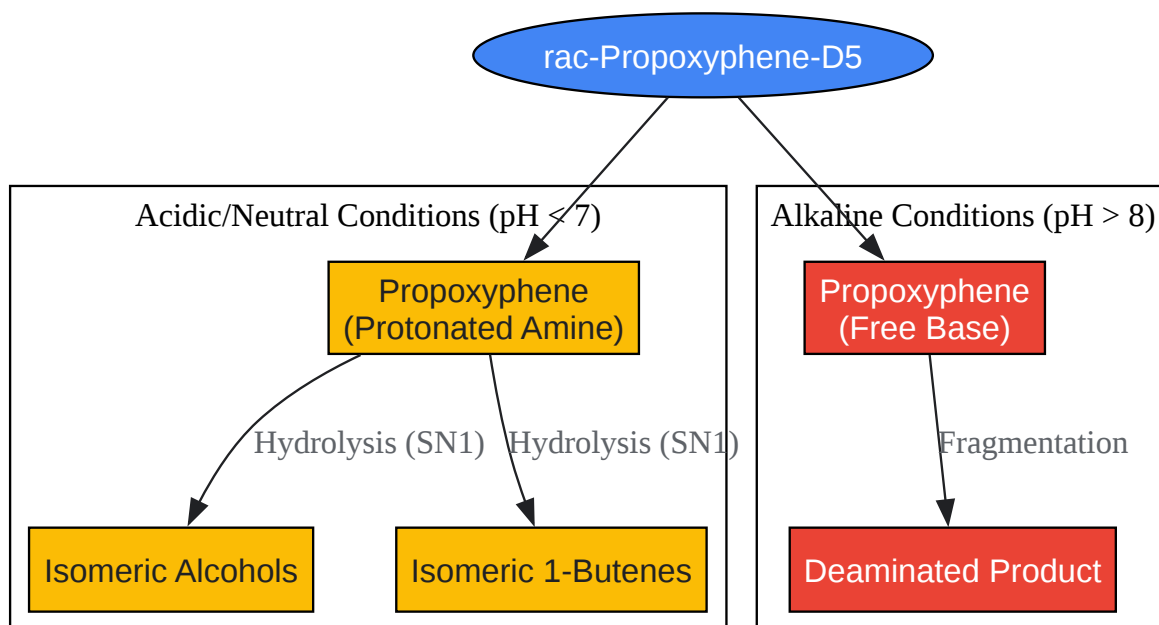 rac-Propoxyphene-D5
Acidic/Neutral Conditions (pH < 7)
Alkaline Conditions (pH > 8)
Propoxyphene
(Protonated Amine)
Propoxyphene
(Free Base)
Hydrolysis (SN1)
Hydrolysis (SN1)
Fragmentation
Isomeric Alcohols
Isomeric 1-Butenes
Deaminated Product